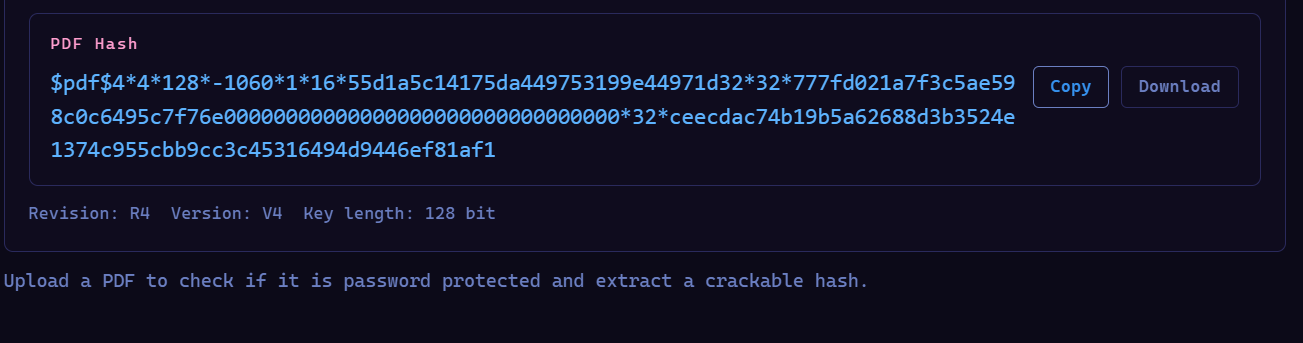 PDF Hash
$pdf$4*4*128*-1060*1*16*55d1a5c14175da449753199e44971d32*32*777fd021a7f3c5ae59
8c0c6495c7f76e00000000000000000000000000000000*32*ceecdac74b19b5a62688d3b3524e
1374c955cbb9cc3c45316494d9446ef81af1
Copy
Download
Revision: R4 Version: V4 Key length: 128 bit
Upload a PDF to check if it is password protected and extract a crackable hash.